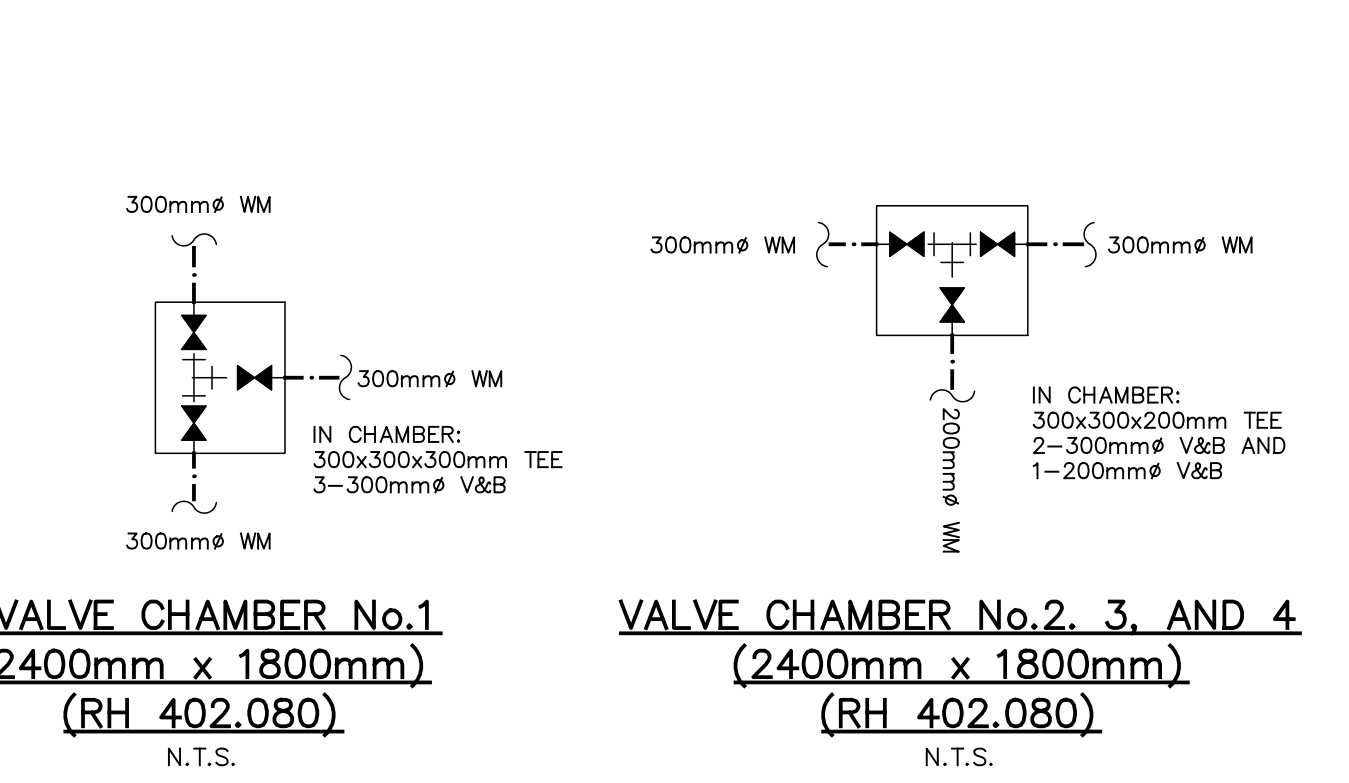 300mmø WM
300mmø WM
IN CHAMBER:
300x300x300mm TEE
3-300mmø V&B
300mmø WM
VALVE CHAMBER No.1
2400mm x 1800mm)
(RH 402.080)
N.T.S.
300mmø WM
300mmø WM
200mmø WM
IN CHAMBER:
300x300x200mm TEE
2-300mmø V&B AND
1-200mmø V&B
VALVE CHAMBER No.2. 3, AND 4
(2400mm x 1800mm)
(RH 402.080)
N.T.S.